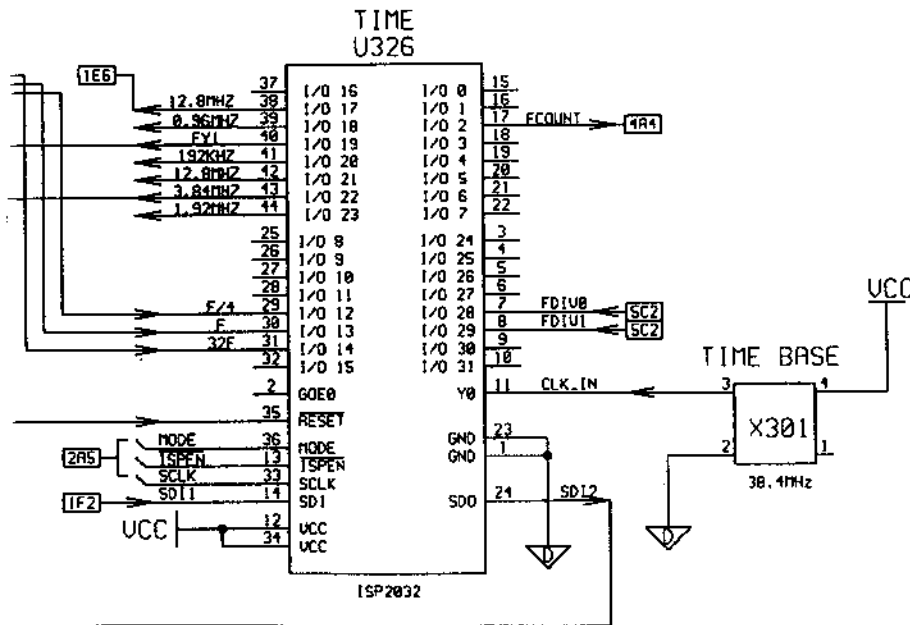 TIME
U326
1E6
37 I/O 16 I/O 0 15
12.8MHZ 38 I/O 17 I/O 1 16
0.96MHZ 39 I/O 18 I/O 2 17 FCOUNT 4A4
FYL 40 I/O 19 I/O 3 18
192KHZ 41 I/O 20 I/O 4 19
12.8MHZ 42 I/O 21 I/O 5 20
3.84MHZ 43 I/O 22 I/O 6 21
1.92MHZ 44 I/O 23 I/O 7 22
25 I/O 8 I/O 24 3
26 I/O 9 I/O 25 4
27 I/O 10 I/O 26 5
28 I/O 11 I/O 27 6
F/4 29 I/O 12 I/O 28 7 FDIV0 5C2
F 30 I/O 13 I/O 29 8 FDIV1 5C2
32F 31 I/O 14 I/O 30 9
32 I/O 15 I/O 31 10
VCC
TIME BASE
2 GOE0 Y0 11 CLK_IN 3 4
X301
2 1
38.4MHz
35 RESET
2A5
MODE 36 MODE GND 23
ISPEN 13 ISPEN GND 1
SCLK 33 SCLK
1F2 SDI1 14 SDI SDO 24 SDI2
VCC 12 VCC
34 VCC
D D
ISP2032